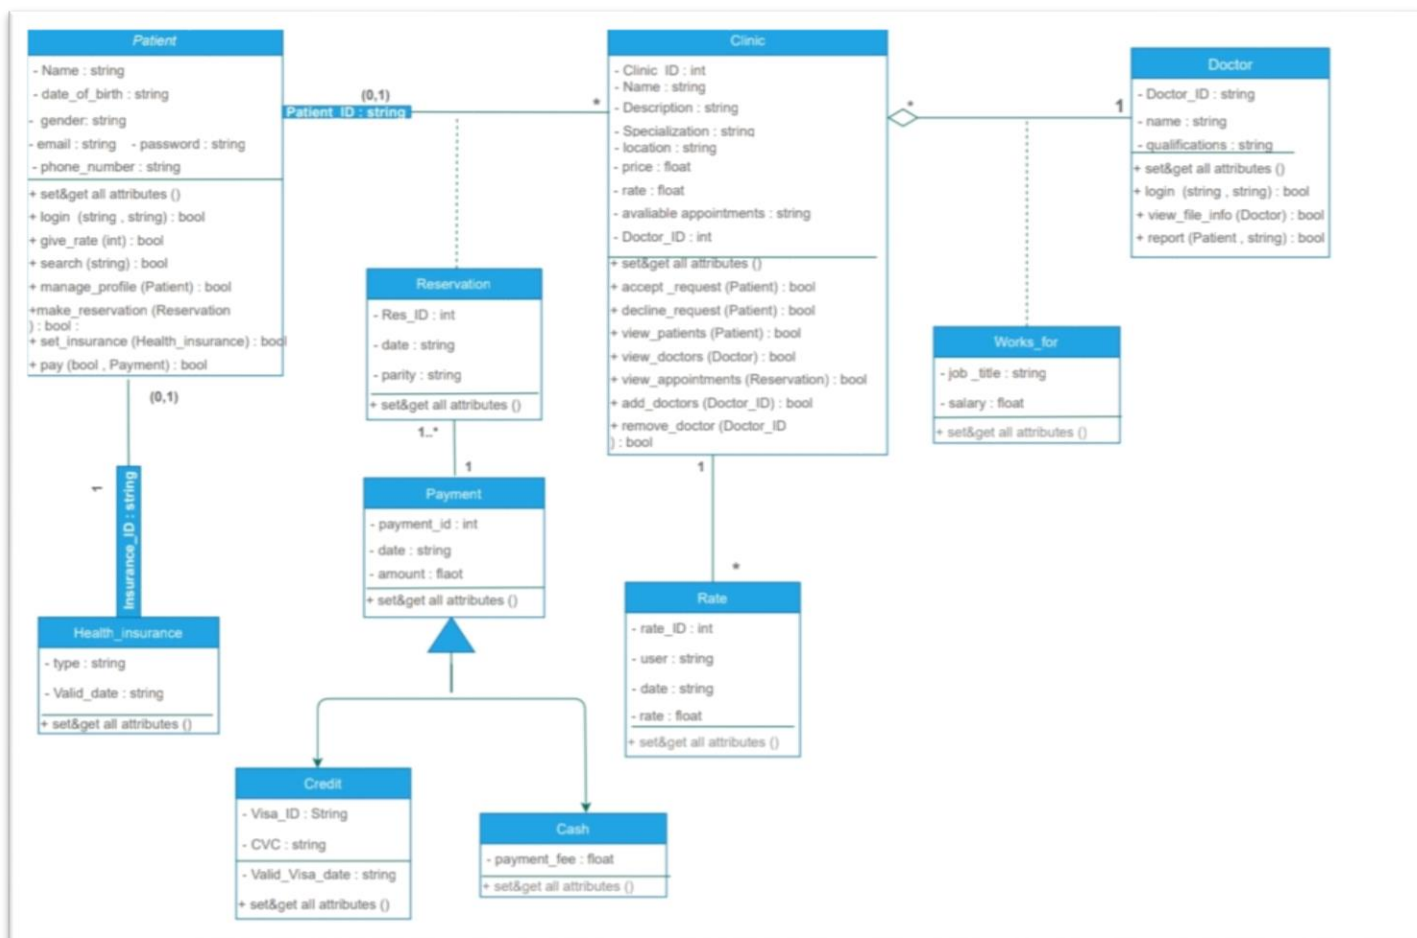 Patient
- Name : string
- date_of_birth : string
- gender: string
- email : string - password : string
- phone_number : string
+ set&get all attributes ()
+ login (string , string) : bool
+ give_rate (int) : bool
+ search (string) : bool
+ manage_profile (Patient) : bool
+make_reservation (Reservation
) : bool :
+ set_insurance (Health_insurance) : bool
+ pay (bool , Payment) : bool
(0,1)
Patient_ID : string
*
Clinic
- Clinic_ID : int
- Name : string
- Description : string
- Specialization : string
- location : string
- price : float
- rate : float
- avaliable appointments : string
- Doctor_ID : int
+ set&get all attributes ()
+ accept _request (Patient) : bool
+ decline_request (Patient) : bool
+ view_patients (Patient) : bool
+ view_doctors (Doctor) : bool
+ view_appointments (Reservation) : bool
+ add_doctors (Doctor_ID) : bool
+ remove_doctor (Doctor_ID
) : bool
*
1
Doctor
- Doctor_ID : string
- name : string
- qualifications : string
+ set&get all attributes ()
+ login (string , string) : bool
+ view_file_info (Doctor) : bool
+ report (Patient , string) : bool
Reservation
- Res_ID : int
- date : string
- parity : string
+ set&get all attributes ()
Works_for
- job _title : string
- salary : float
+ set&get all attributes ()
(0,1)
1
Insurance_ID : string
Health_insurance
- type : string
- Valid_date : string
+ set&get all attributes ()
1..*
1
Payment
- payment_id : int
- date : string
- amount : flaot
+ set&get all attributes ()
1
*
Rate
- rate_ID : int
- user : string
- date : string
- rate : float
+ set&get all attributes ()
Credit
- Visa_ID : String
- CVC : string
- Valid_Visa_date : string
+ set&get all attributes ()
Cash
- payment_fee : float
+ set&get all attributes ()